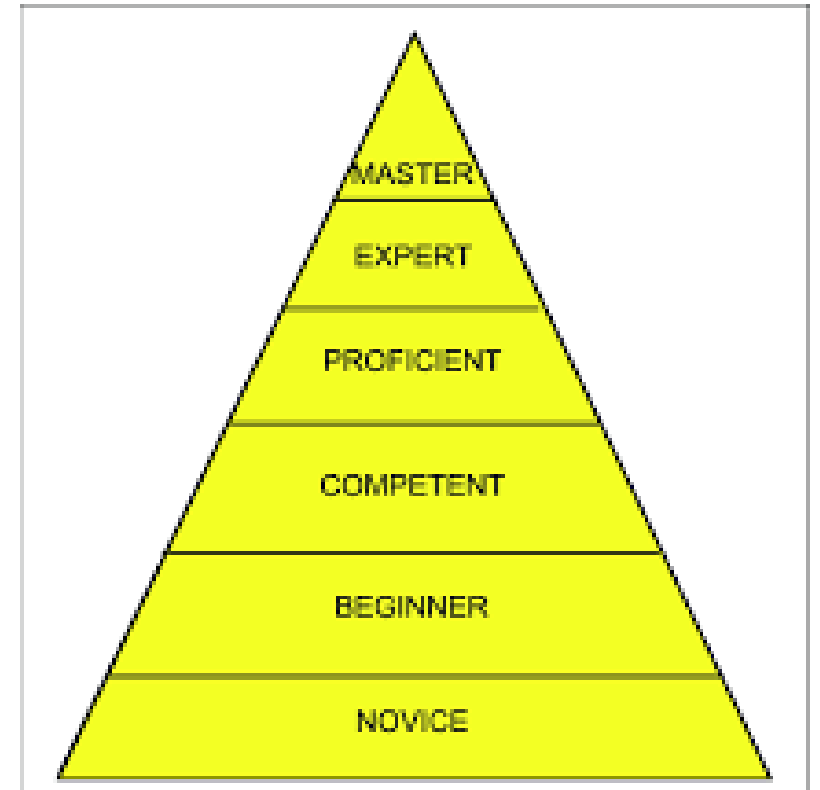 MASTER
EXPERT
PROFICIENT
COMPETENT
BEGINNER
NOVICE